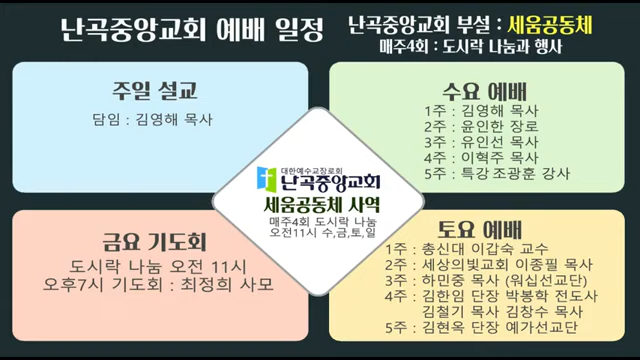 난곡중앙교회 예배 일정
난곡중앙교회 부설 : 세움공동체
매주4회 : 도시락 나눔과 행사
주일 설교
담임 : 김영해 목사
수요 예배
1주 : 김영해 목사
2주 : 윤인한 장로
3주 : 유인선 목사
4주 : 이혁주 목사
5주 : 특강 조광훈 강사
대한예수교장로회
난곡중앙교회
세움공동체 사역
매주4회 도시락 나눔
오전11시 수,금,토,일
금요 기도회
도시락 나눔 오전 11시
오후7시 기도회 : 최정희 사모
토요 예배
1주 : 총신대 이갑숙 교수
2주 : 세상의빛교회 이종필 목사
3주 : 하민중 목사 (워십선교단)
4주 : 김한임 단장 박봉학 전도사
김철기 목사 김창수 목사
5주 : 김현옥 단장 예가선교단